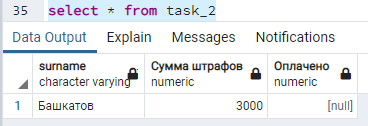 35 select * from task_2
Data Output Explain Messages Notifications
surname Сумма штрафов Оплачено
character varying numeric numeric
1 Башкатов 3000 [null]